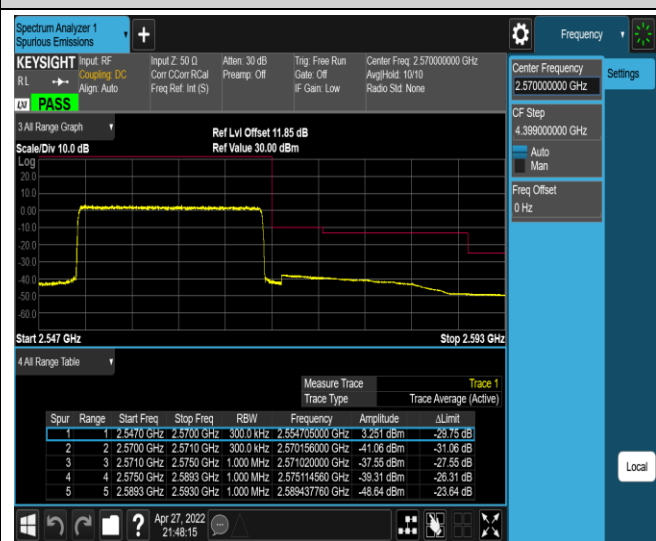 Spectrum Analyzer 1
Spurious Emissions
Frequency
KEYSIGHT
RL
Input: RF
Coupling: DC
Align: Auto
Input Z: 50 Ω
Corr CCorr RCal
Freq Ref: Int (S)
Atten: 30 dB
Preamp: Off
Trig: Free Run
Gate: Off
IF Gain: Low
Center Freq: 2.570000000 GHz
Avg|Hold: 10/10
Radio Std: None
LXI PASS
3 All Range Graph
Ref Lvl Offset 11.85 dB
Scale/Div 10.0 dB
Ref Value 30.00 dBm
Log
20.0
10.0
0.00
-10.0
-20.0
-30.0
-40.0
-50.0
-60.0
Start 2.547 GHz
Stop 2.593 GHz
4 All Range Table
Measure Trace Trace 1
Trace Type Trace Average (Active)
Spur Range Start Freq Stop Freq RBW Frequency Amplitude ΔLimit
1 1 2.5470 GHz 2.5700 GHz 300.0 kHz 2.554705000 GHz 3.251 dBm -29.75 dB
2 2 2.5700 GHz 2.5710 GHz 300.0 kHz 2.570156000 GHz -41.06 dBm -31.06 dB
3 3 2.5710 GHz 2.5750 GHz 1.000 MHz 2.571020000 GHz -37.55 dBm -27.55 dB
4 4 2.5750 GHz 2.5893 GHz 1.000 MHz 2.575114560 GHz -39.31 dBm -26.31 dB
5 5 2.5893 GHz 2.5930 GHz 1.000 MHz 2.589437760 GHz -48.64 dBm -23.64 dB
Apr 27, 2022
21:48:15
Center Frequency
2.570000000 GHz
Settings
CF Step
4.399000000 GHz
Auto
Man
Freq Offset
0 Hz
Local